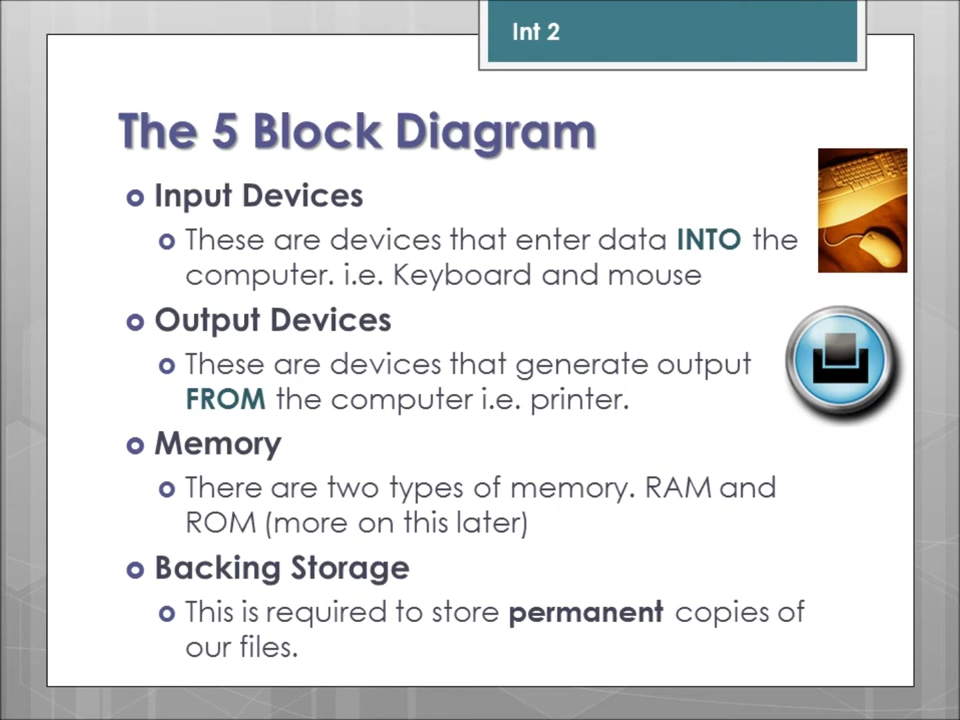 Int 2
The 5 Block Diagram
Input Devices
These are devices that enter data INTO the
computer. i.e. Keyboard and mouse
Output Devices
These are devices that generate output
FROM the computer i.e. printer.
Memory
There are two types of memory. RAM and
ROM (more on this later)
Backing Storage
This is required to store permanent copies of
our files.